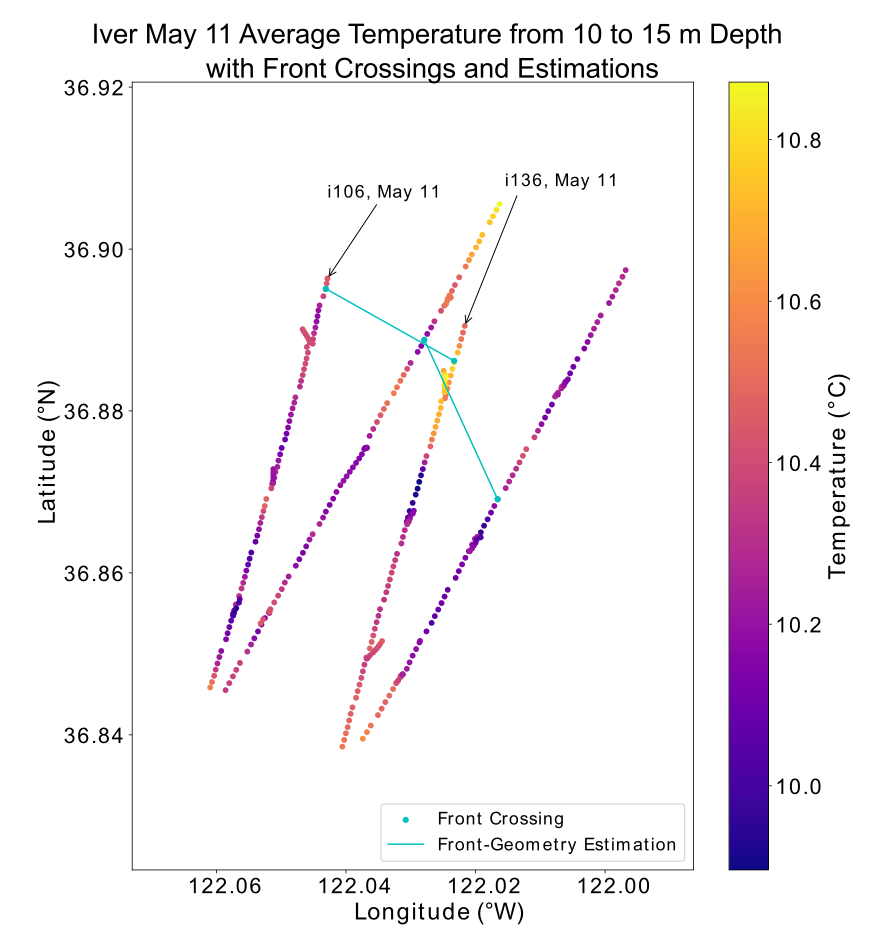 Iver May 11 Average Temperature from 10 to 15 m Depth
with Front Crossings and Estimations
36.92
36.90
36.88
36.86
36.84
Latitude (°N)
i106, May 11
i136, May 11
Front Crossing
Front-Geometry Estimation
122.06
122.04
122.02
122.00
Longitude (°W)
10.8
10.6
10.4
10.2
10.0
Temperature (°C)